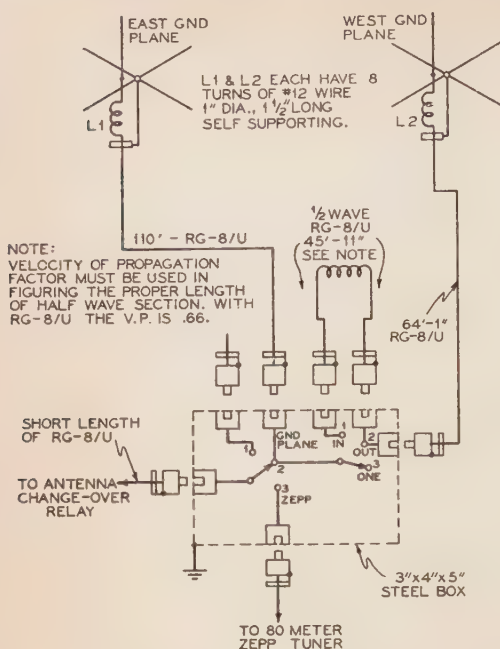 EAST GND
PLANE
WEST GND
PLANE
L1 & L2 EACH HAVE 8
TURNS OF #12 WIRE
1" DIA., 1 1/2" LONG
SELF SUPPORTING.
L1
L2
110' - RG-8/U
1/2 WAVE
RG-8/U
45'-11"
SEE NOTE
NOTE:
VELOCITY OF PROPAGATION
FACTOR MUST BE USED IN
FIGURING THE PROPER LENGTH
OF HALF WAVE SECTION. WITH
RG-8/U THE V.P. IS .66.
64'-1"
RG-8/U
SHORT LENGTH
OF RG-8/U
TO ANTENNA
CHANGE-OVER
RELAY
1
GND
PLANE
2
3
ZEPP
1
IN
2
OUT
3
ONE
3"x4"x5"
STEEL BOX
TO 80 METER
ZEPP TUNER